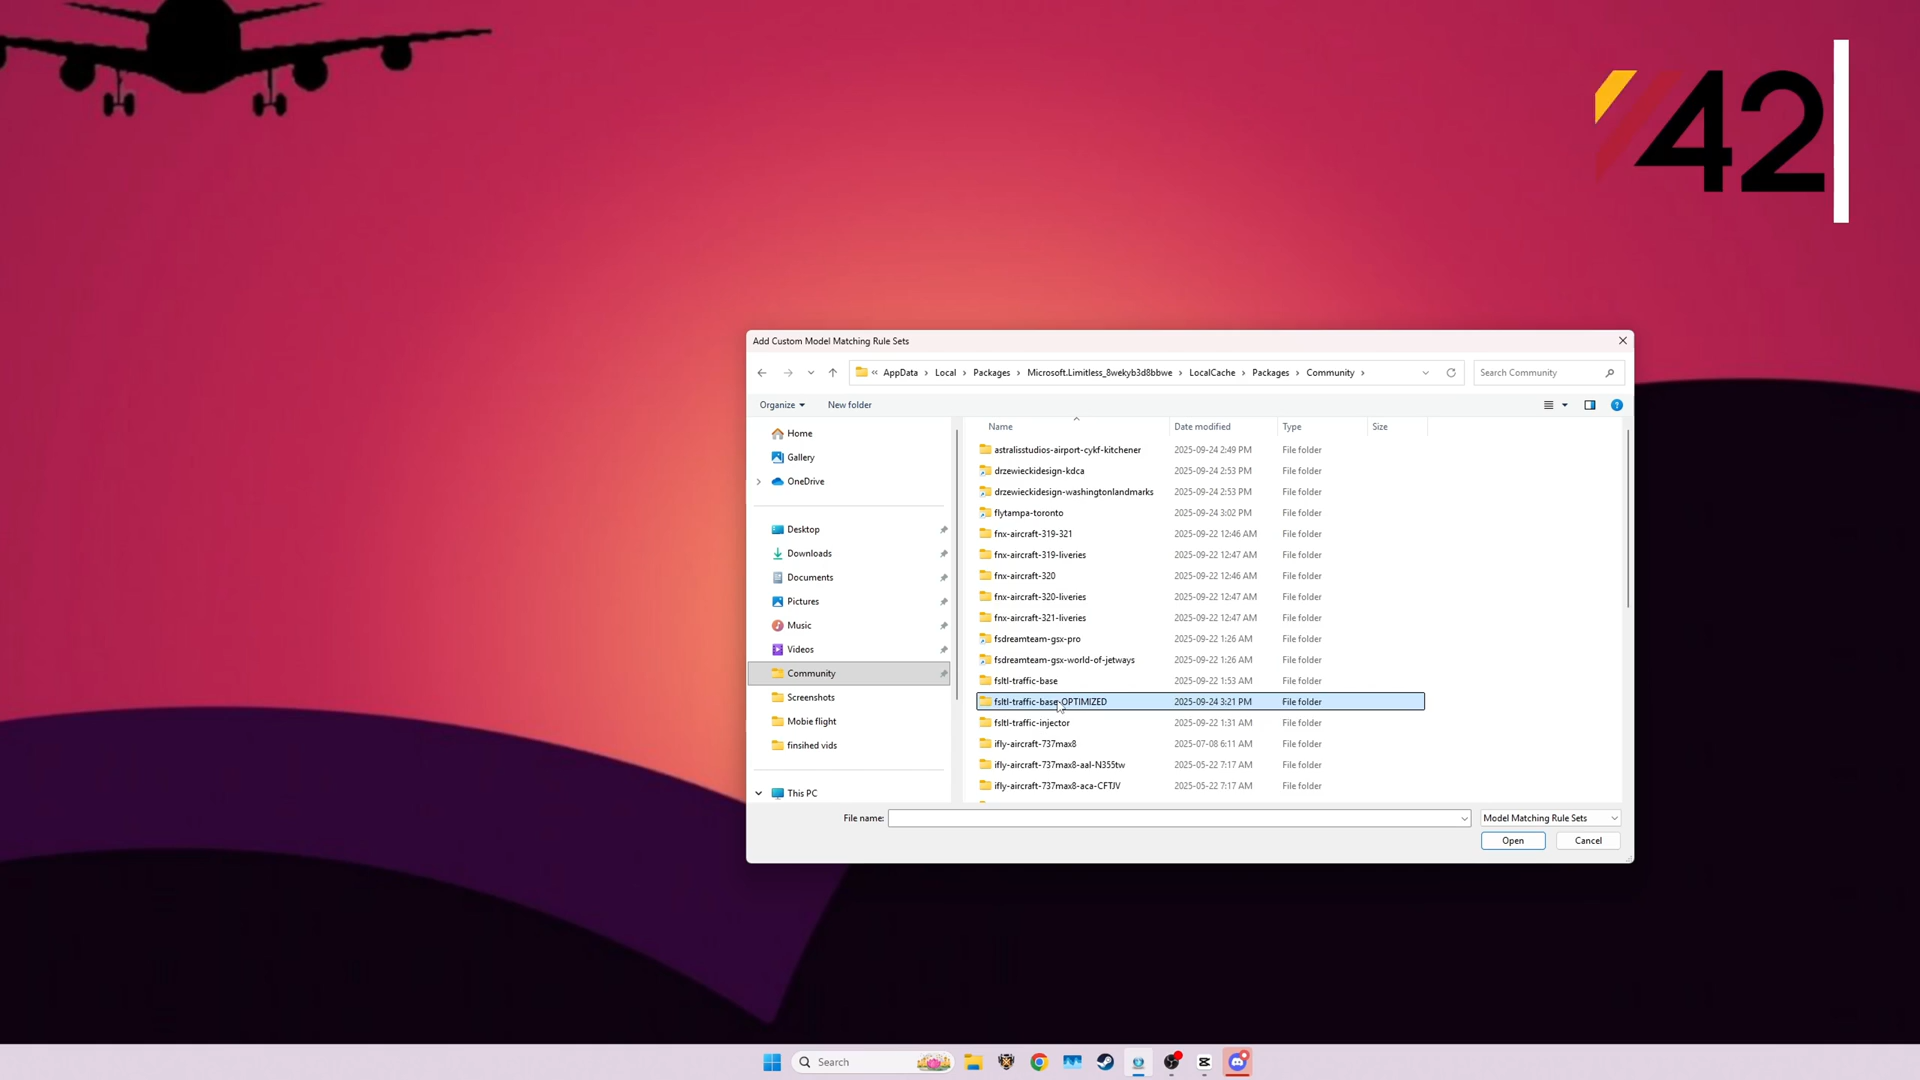 42
Add Custom Model Matching Rule Sets
« AppData › Local › Packages › Microsoft.Limitless_8wekyb3d8bbwe › LocalCache › Packages › Community ›
Search Community
Organize
New folder
Home
Gallery
OneDrive
Desktop
Downloads
Documents
Pictures
Music
Videos
Community
Screenshots
Mobie flight
finsihed vids
This PC
Name Date modified Type Size
astralisstudios-airport-cykf-kitchener 2025-09-24 2:49 PM File folder
drzewieckidesign-kdca 2025-09-24 2:53 PM File folder
drzewieckidesign-washingtonlandmarks 2025-09-24 2:53 PM File folder
flytampa-toronto 2025-09-24 3:02 PM File folder
fnx-aircraft-319-321 2025-09-22 12:46 AM File folder
fnx-aircraft-319-liveries 2025-09-22 12:47 AM File folder
fnx-aircraft-320 2025-09-22 12:46 AM File folder
fnx-aircraft-320-liveries 2025-09-22 12:47 AM File folder
fnx-aircraft-321-liveries 2025-09-22 12:47 AM File folder
fsdreamteam-gsx-pro 2025-09-22 1:26 AM File folder
fsdreamteam-gsx-world-of-jetways 2025-09-22 1:26 AM File folder
fsltl-traffic-base 2025-09-22 1:53 AM File folder
fsltl-traffic-base-OPTIMIZED 2025-09-24 3:21 PM File folder
fsltl-traffic-injector 2025-09-22 1:31 AM File folder
ifly-aircraft-737max8 2025-07-08 6:11 AM File folder
ifly-aircraft-737max8-aal-N355tw 2025-05-22 7:17 AM File folder
ifly-aircraft-737max8-aca-CFTJV 2025-05-22 7:17 AM File folder
File name:
Model Matching Rule Sets
Open
Cancel
Search